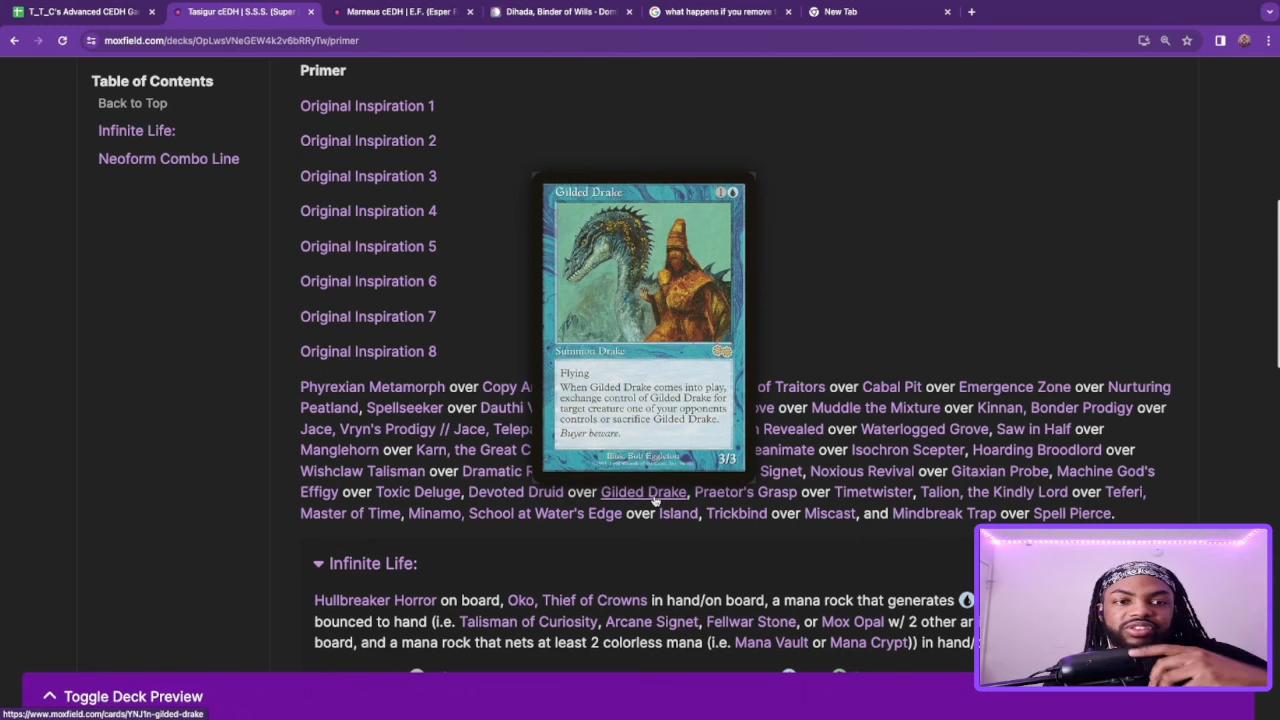 T_T_C's Advanced CEDH Ga
Tasigur cEDH | S.S.S. (Super
Marneus cEDH | E.F. (Esper F
Dihada, Binder of Wills - Dom
what happens if you remove t
New Tab
moxfield.com/decks/OpLwsVNeGEW4k2v6bRRyTw/primer
Table of Contents
Back to Top
Infinite Life:
Neoform Combo Line
Primer
Original Inspiration 1
Original Inspiration 2
Original Inspiration 3
Original Inspiration 4
Original Inspiration 5
Original Inspiration 6
Original Inspiration 7
Original Inspiration 8
Gilded Drake 1
Summon Drake
Flying
When Gilded Drake comes into play,
exchange control of Gilded Drake for
target creature one of your opponents
controls or sacrifice Gilded Drake.
Buyer beware.
Illus. Bob Eggleton
3/3
Phyrexian Metamorph over Copy Ar of Traitors over Cabal Pit over Emergence Zone over Nurturing
Peatland, Spellseeker over Dauthi V ove over Muddle the Mixture over Kinnan, Bonder Prodigy over
Jace, Vryn's Prodigy // Jace, Telepa n Revealed over Waterlogged Grove, Saw in Half over
Manglehorn over Karn, the Great C eanimate over Isochron Scepter, Hoarding Broodlord over
Wishclaw Talisman over Dramatic R Signet, Noxious Revival over Gitaxian Probe, Machine God's
Effigy over Toxic Deluge, Devoted Druid over Gilded Drake, Praetor's Grasp over Timetwister, Talion, the Kindly Lord over Teferi,
Master of Time, Minamo, School at Water's Edge over Island, Trickbind over Miscast, and Mindbreak Trap over Spell Pierce.
Infinite Life:
Hullbreaker Horror on board, Oko, Thief of Crowns in hand/on board, a mana rock that generates
bounced to hand (i.e. Talisman of Curiosity, Arcane Signet, Fellwar Stone, or Mox Opal w/ 2 other ar
board, and a mana rock that nets at least 2 colorless mana (i.e. Mana Vault or Mana Crypt)) in hand/
Toggle Deck Preview
https://www.moxfield.com/cards/YNJ1n-gilded-drake